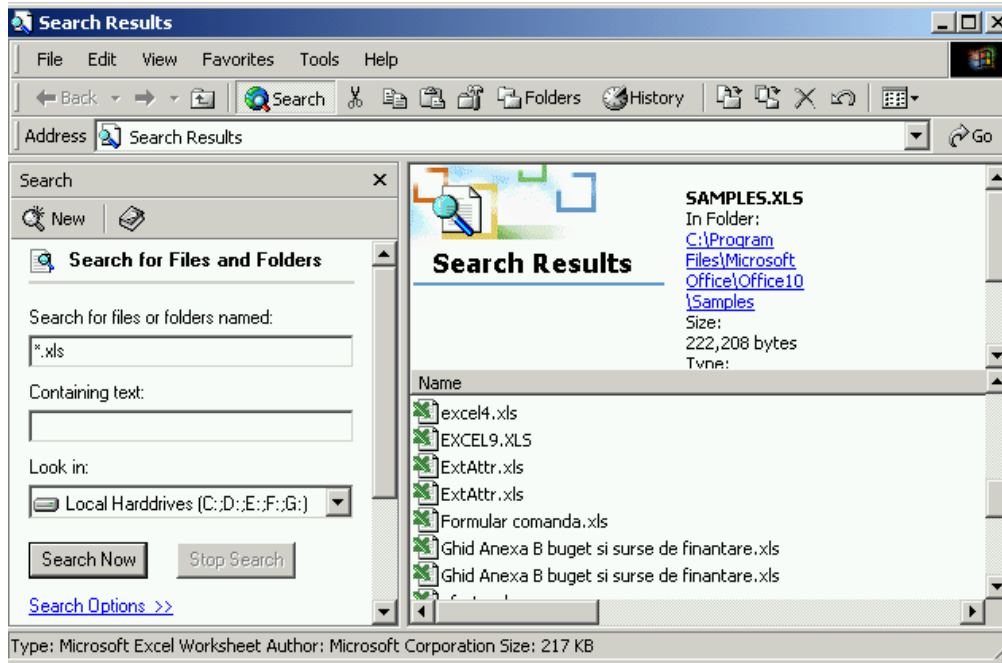 Search Results
File Edit View Favorites Tools Help
Back Search Folders History
Address Search Results Go
Search
New
Search for Files and Folders
Search for files or folders named:
*.xls
Containing text:
Look in:
Local Harddrives (C:;D:;E:;F:;G:)
Search Now Stop Search
Search Options >>
Search Results
SAMPLES.XLS
In Folder:
C:\Program
Files\Microsoft
Office\Office10
\Samples
Size:
222,208 bytes
Type:
Name
excel4.xls
EXCEL9.XLS
ExtAttr.xls
ExtAttr.xls
Formular comanda.xls
Ghid Anexa B buget si surse de finantare.xls
Ghid Anexa B buget si surse de finantare.xls
Type: Microsoft Excel Worksheet Author: Microsoft Corporation Size: 217 KB